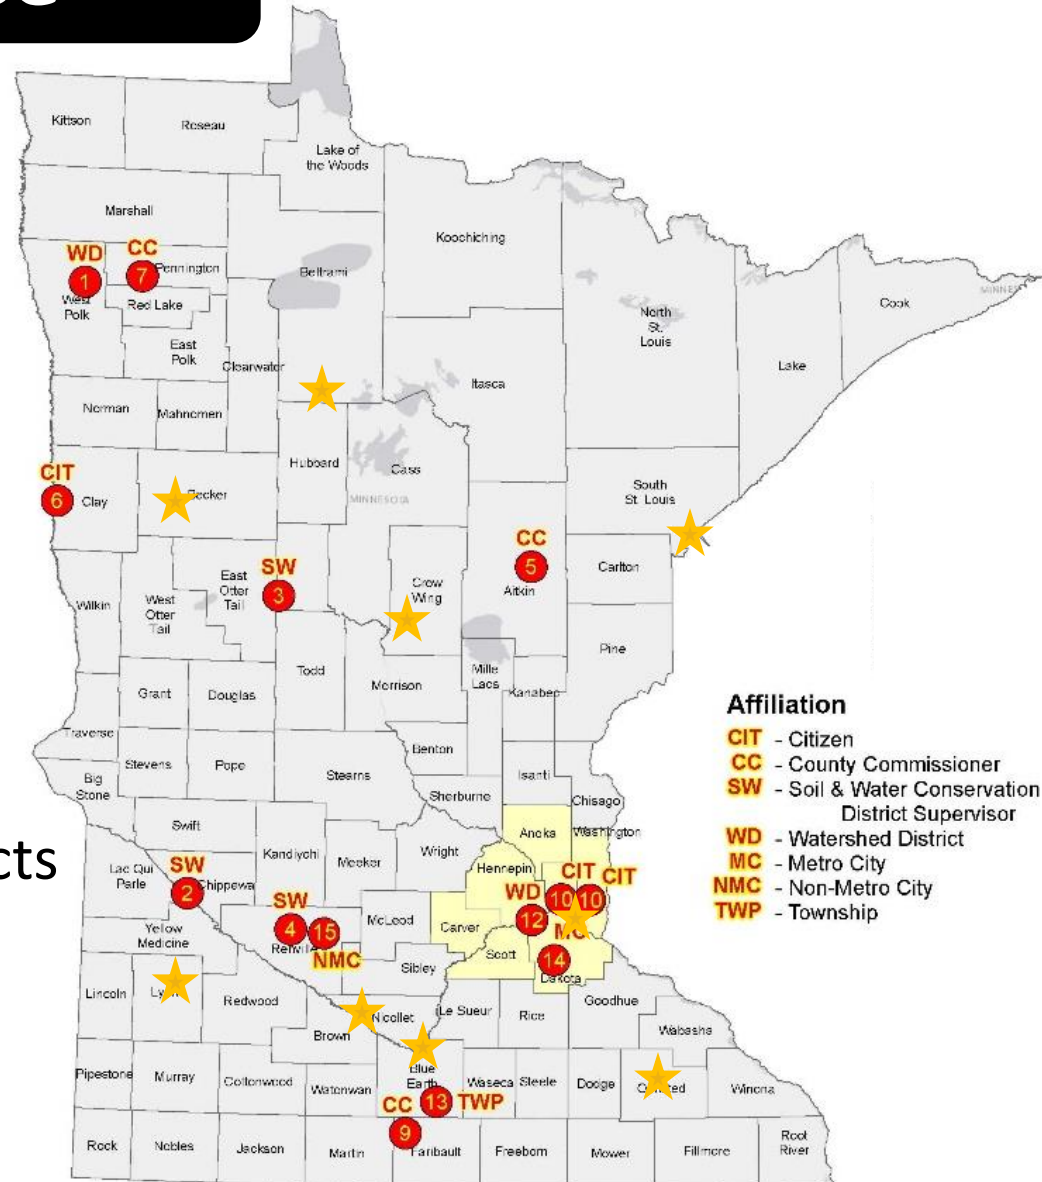 Kittson
Roseau
Lake of
the Woods
Marshall
Koochiching
WD
CC
1
7
Pennington
West
Polk
Red Lake
Beltrami
Cook
MINNES
North
St.
Louis
East
Polk
Clearwater
Lake
Itasca
Norman
Mahnomen
Hubbard
Cass
CIT
6
Clay
Becker
MINNESOTA
South
St. Louis
CC
5
Aitkin
SW
3
East
Otter
Tail
Crow
Wing
Carlton
Wilkin
West
Otter
Tail
Pine
Todd
Mille
Lacs
Morrison
Kanabec
Grant
Douglas
Traverse
Benton
Big
Stone
Stevens
Pope
Stearns
Isanti
Sherburne
Chisago
Affiliation
CIT - Citizen
CC - County Commissioner
SW - Soil & Water Conservation
District Supervisor
WD - Watershed District
MC - Metro City
NMC - Non-Metro City
TWP - Township
Swift
Anoka
Washington
cts
Kandiyohi
Meeker
Wright
Hennepin
Lac Qui
Parle
SW
2
Chippewa
CIT
CIT
WD
10
10
12
SW
4
15
Renville
NMC
McLeod
Carver
MC
14
Yellow
Medicine
Scott
Dakota
Sibley
Lincoln
Redwood
Nicollet
Le Sueur
Rice
Goodhue
Wabasha
Brown
Blue
Earth
Pipestone
Murray
Cottonwood
Watonwan
Waseca
Steele
Dodge
Winona
CC
13
TWP
9
Rock
Nobles
Jackson
Martin
Faribault
Freeborn
Mower
Fillmore
Root
River